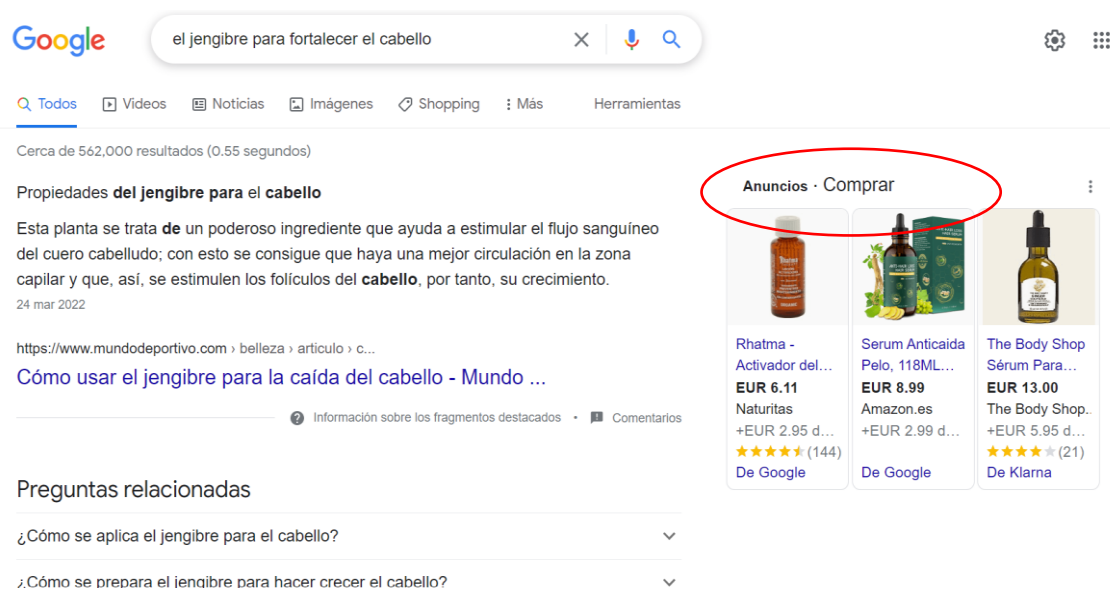 Google
el jengibre para fortalecer el cabello
Todos
Videos
Noticias
Imágenes
Shopping
Más
Herramientas
Cerca de 562,000 resultados (0.55 segundos)
Propiedades del jengibre para el cabello
Esta planta se trata de un poderoso ingrediente que ayuda a estimular el flujo sanguíneo
del cuero cabelludo; con esto se consigue que haya una mejor circulación en la zona
capilar y que, así, se estimulen los folículos del cabello, por tanto, su crecimiento.
24 mar 2022
https://www.mundodeportivo.com › belleza › articulo › c...
Cómo usar el jengibre para la caída del cabello - Mundo ...
Información sobre los fragmentos destacados • Comentarios
Preguntas relacionadas
¿Cómo se aplica el jengibre para el cabello?
¿Cómo se prepara el jengibre para hacer crecer el cabello?
Anuncios · Comprar
Rhatma -
Activador del...
EUR 6.11
Naturitas
+EUR 2.95 d...
(144)
De Google
Serum Anticaida
Pelo, 118ML...
EUR 8.99
Amazon.es
+EUR 2.99 d...
De Google
The Body Shop
Sérum Para...
EUR 13.00
The Body Shop..
+EUR 5.95 d...
(21)
De Klarna